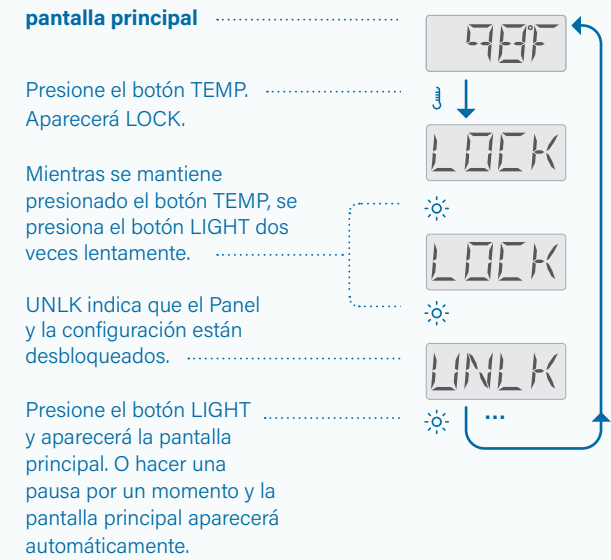 pantalla principal
98°F
Presione el botón TEMP.
Aparecerá LOCK.
LOCK
Mientras se mantiene
presionado el botón TEMP, se
presiona el botón LIGHT dos
veces lentamente.
LOCK
UNLK indica que el Panel
y la configuración están
desbloqueados.
UNLK
Presione el botón LIGHT
y aparecerá la pantalla
principal. O hacer una
pausa por un momento y la
pantalla principal aparecerá
automáticamente.
...